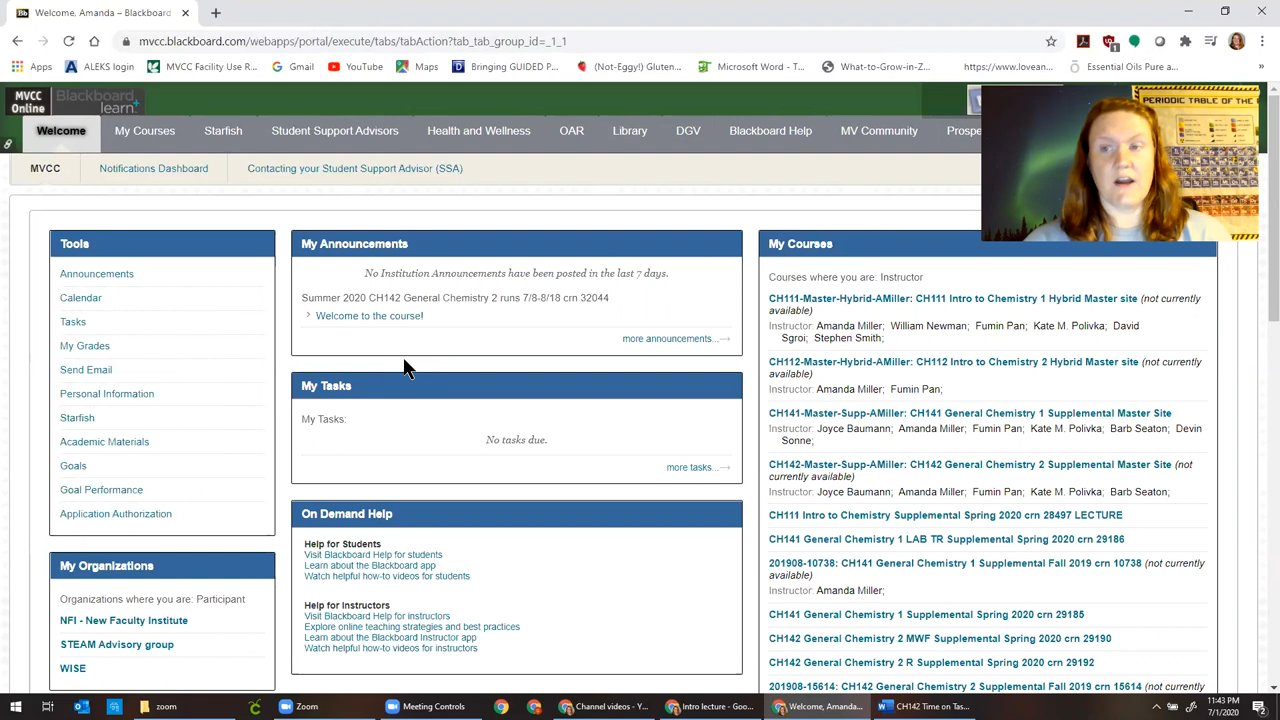 Welcome, Amanda – Blackboard
mvcc.blackboard.com/webapps/portal/execute/tabs/tabAction?tab_tab_group_id=_1_1
Apps
ALEKS login
MVCC Facility Use R...
Gmail
YouTube
Maps
Bringing GUIDED P...
(Not-Eggy!) Gluten...
Microsoft Word - T...
What-to-Grow-in-Z...
https://www.lovean...
Essential Oils Pure a...
MVCC Online
Blackboard learn+
PERIODIC TABLE OF THE
Welcome
My Courses
Starfish
Student Support Advisors
Health and Wellness
OAR
Library
DGV
Blackboard Help
MV Community
Prospe
MVCC
Notifications Dashboard
Contacting your Student Support Advisor (SSA)
Tools
Announcements
Calendar
Tasks
My Grades
Send Email
Personal Information
Starfish
Academic Materials
Goals
Goal Performance
Application Authorization
My Organizations
Organizations where you are: Participant
NFI - New Faculty Institute
STEAM Advisory group
WISE
My Announcements
No Institution Announcements have been posted in the last 7 days.
Summer 2020 CH142 General Chemistry 2 runs 7/8-8/18 crn 32044
Welcome to the course!
more announcements...
My Tasks
My Tasks:
No tasks due.
more tasks...
On Demand Help
Help for Students
Visit Blackboard Help for students
Learn about the Blackboard app
Watch helpful how-to videos for students
Help for Instructors
Visit Blackboard Help for instructors
Explore online teaching strategies and best practices
Learn about the Blackboard Instructor app
Watch helpful how-to videos for instructors
My Courses
Courses where you are: Instructor
CH111-Master-Hybrid-AMiller: CH111 Intro to Chemistry 1 Hybrid Master site (not currently
available)
Instructor: Amanda Miller; William Newman; Fumin Pan; Kate M. Polivka; David
Sgroi; Stephen Smith;
CH112-Master-Hybrid-AMiller: CH112 Intro to Chemistry 2 Hybrid Master site (not currently
available)
Instructor: Amanda Miller; Fumin Pan;
CH141-Master-Supp-AMiller: CH141 General Chemistry 1 Supplemental Master Site
Instructor: Joyce Baumann; Amanda Miller; Fumin Pan; Kate M. Polivka; Barb Seaton; Devin
Sonne;
CH142-Master-Supp-AMiller: CH142 General Chemistry 2 Supplemental Master Site (not
currently available)
Instructor: Joyce Baumann; Amanda Miller; Fumin Pan; Kate M. Polivka; Barb Seaton;
CH111 Intro to Chemistry Supplemental Spring 2020 crn 28497 LECTURE
CH141 General Chemistry 1 LAB TR Supplemental Spring 2020 crn 29186
201908-10738: CH141 General Chemistry 1 Supplemental Fall 2019 crn 10738 (not currently
available)
Instructor: Amanda Miller;
CH141 General Chemistry 1 Supplemental Spring 2020 crn 29185
CH142 General Chemistry 2 MWF Supplemental Spring 2020 crn 29190
CH142 General Chemistry 2 R Supplemental Spring 2020 crn 29192
201908-15614: CH142 General Chemistry 2 Supplemental Fall 2019 crn 15614 (not currently
zoom
Zoom
Meeting Controls
Channel videos - Y...
Intro lecture - Goo...
Welcome, Amanda...
CH142 Time on Tas...
11:43 PM
7/1/2020
2